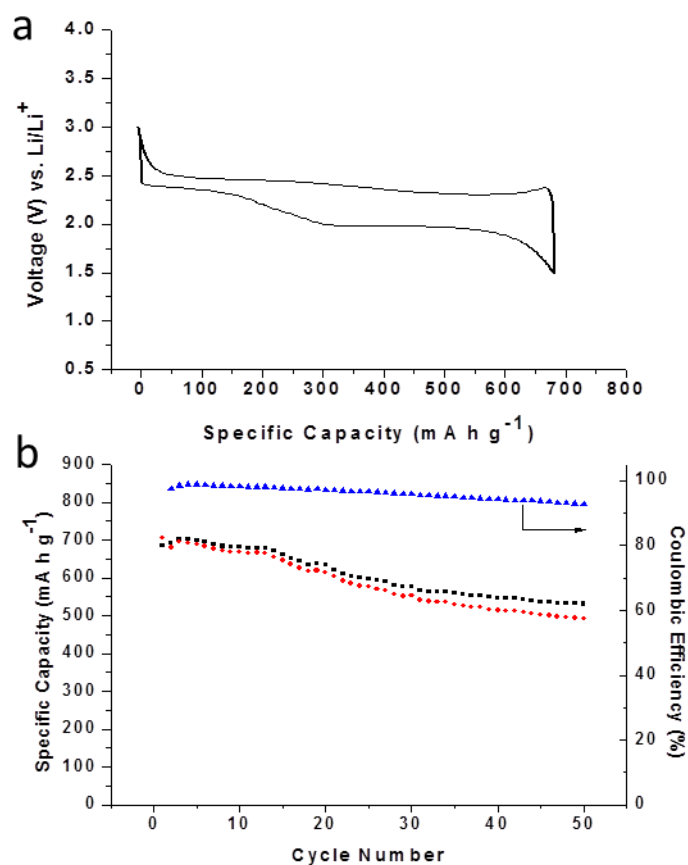 a
4.0
3.5
3.0
2.5
2.0
1.5
1.0
0.5
Voltage (V) vs. Li/Li⁺
0 100 200 300 400 500 600 700 800
Specific Capacity (mA h g⁻¹)
b
900
800
700
600
500
400
300
200
100
0
Specific Capacity (mA h g⁻¹)
100
80
60
40
20
0
Coulombic Efficiency (%)
0 10 20 30 40 50
Cycle Number